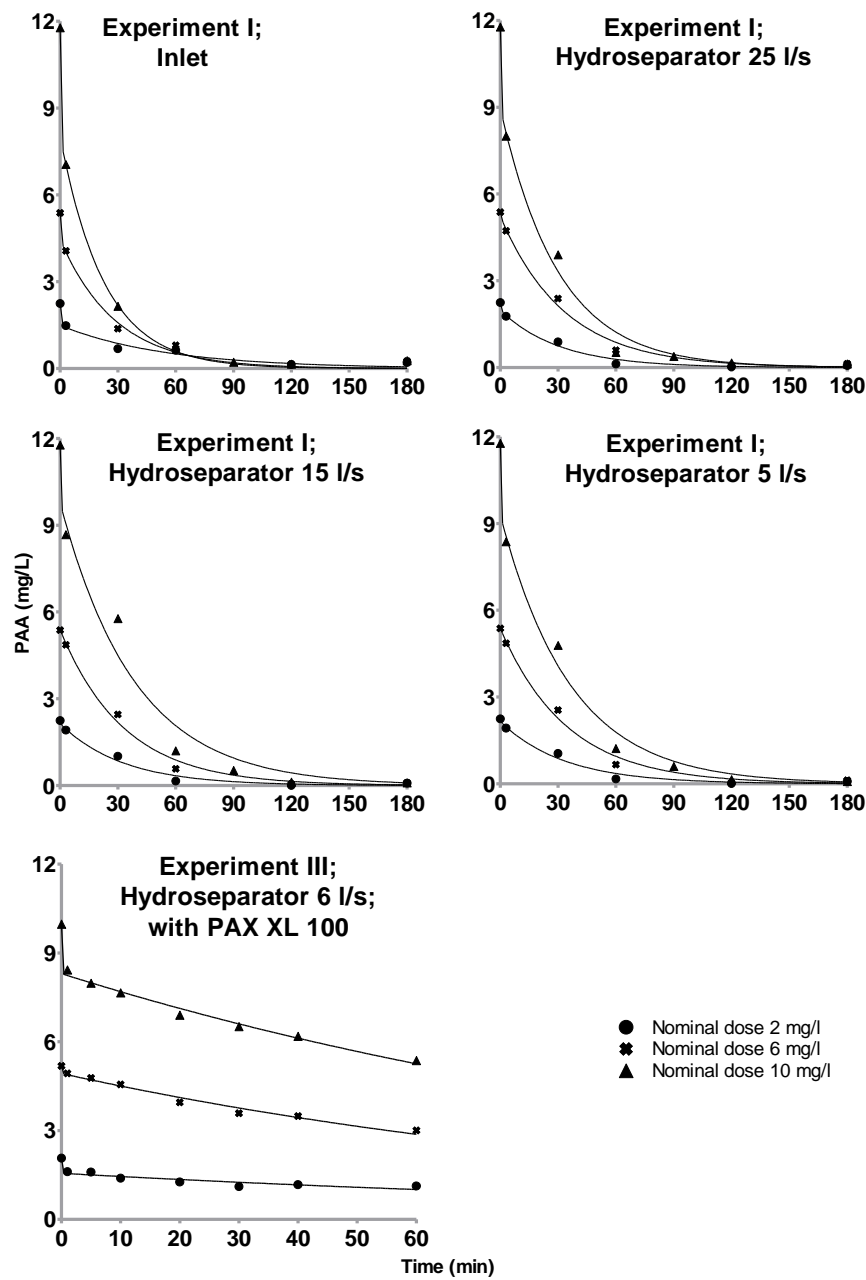 Experiment I;
Inlet
12
9
6
3
0
0 30 60 90 120 150 180
Experiment I;
Hydroseparator 25 l/s
12
9
6
3
0
0 30 60 90 120 150 180
Experiment I;
Hydroseparator 15 l/s
12
9
6
3
0
0 30 60 90 120 150 180
PAA (mg/L)
Experiment I;
Hydroseparator 5 l/s
12
9
6
3
0
0 30 60 90 120 150 180
Experiment III;
Hydroseparator 6 l/s;
with PAX XL 100
12
9
6
3
0
0 10 20 30 40 50 60
Time (min)
Nominal dose 2 mg/l
Nominal dose 6 mg/l
Nominal dose 10 mg/l